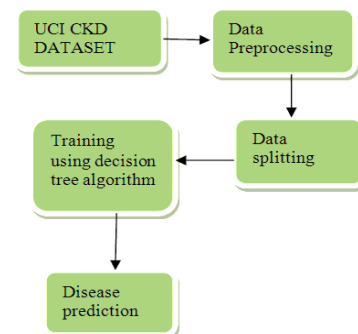 UCI CKD
DATASET
Data
Preprocessing
Data
splitting
Training
using decision
tree algorithm
Disease
prediction